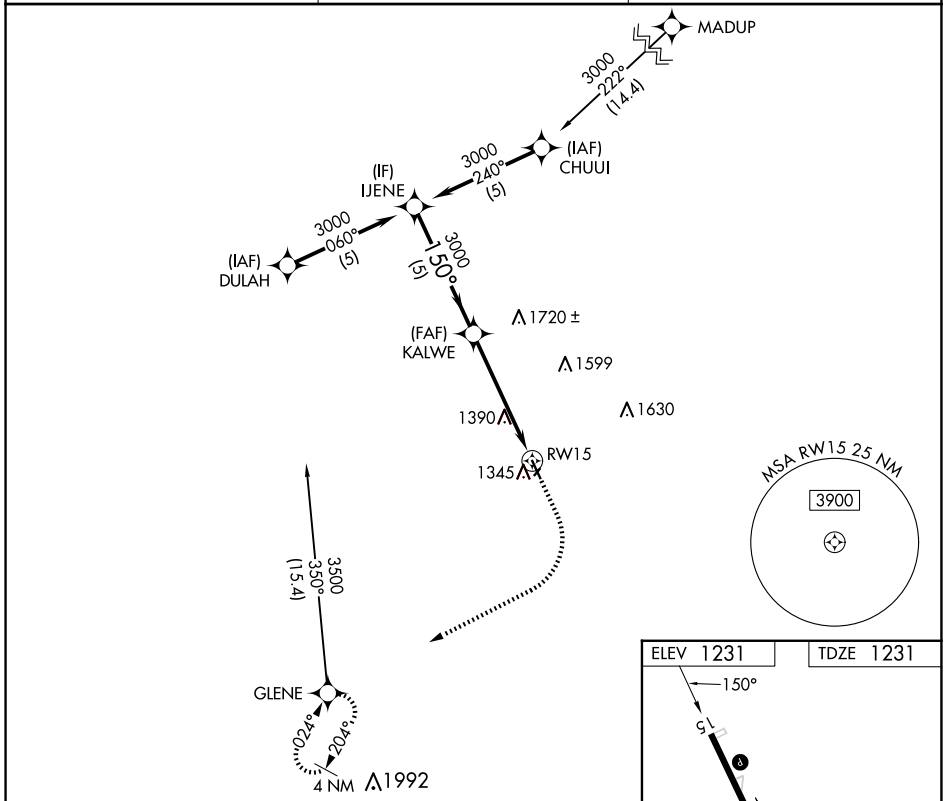 MADUP
3000
222°
(14.4)
(IAF)
CHUUI
3000
240°
(5)
(IF)
IJENE
3000
060°
(5)
(IAF)
DULAH
3000
150°
(5)
(FAF)
KALWE
1720 ±
1599
1630
1390
RW15
1345
MSA RW15 25 NM
3900
3500
350°
(15.4)
GLENE
024°
204°
4 NM
1992
ELEV 1231
TDZE 1231
150°
15
P